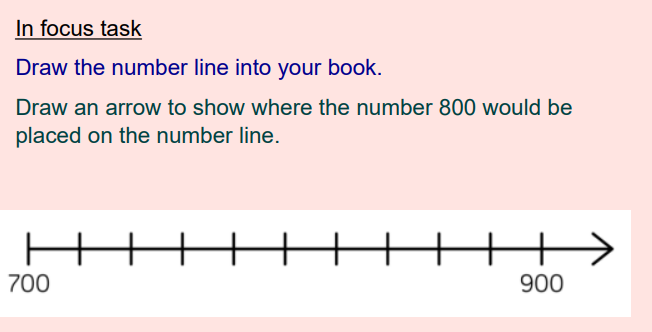 In focus task
Draw the number line into your book.
Draw an arrow to show where the number 800 would be
placed on the number line.
700 900